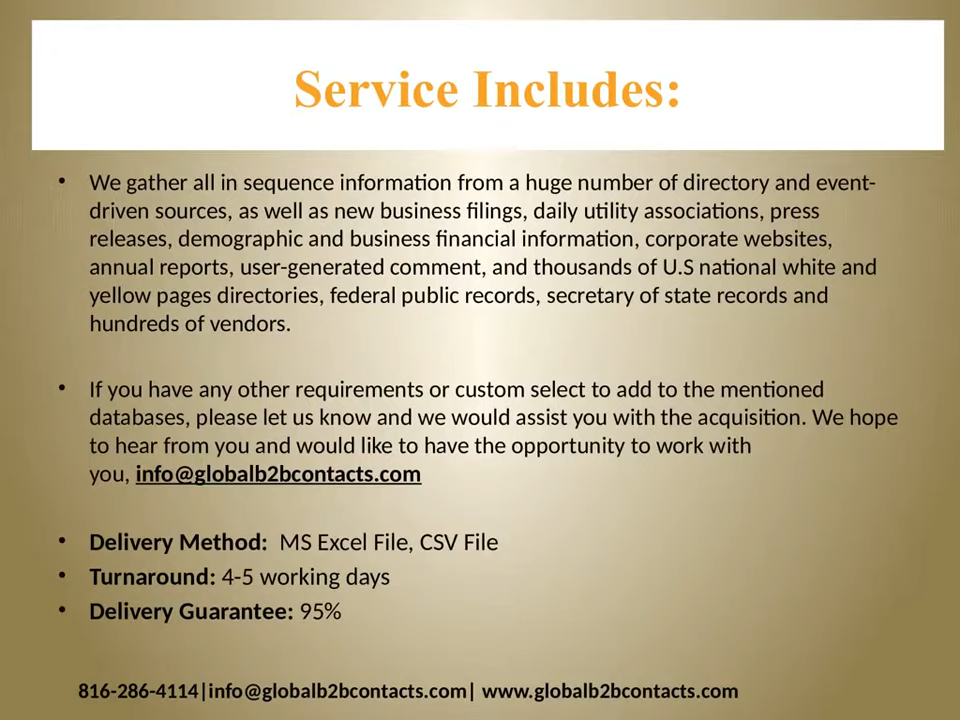 Service Includes:
• We gather all in sequence information from a huge number of directory and event-
driven sources, as well as new business filings, daily utility associations, press
releases, demographic and business financial information, corporate websites,
annual reports, user-generated comment, and thousands of U.S national white and
yellow pages directories, federal public records, secretary of state records and
hundreds of vendors.
• If you have any other requirements or custom select to add to the mentioned
databases, please let us know and we would assist you with the acquisition. We hope
to hear from you and would like to have the opportunity to work with
you, info@globalb2bcontacts.com
• Delivery Method:  MS Excel File, CSV File
• Turnaround: 4-5 working days
• Delivery Guarantee: 95%
816-286-4114|info@globalb2bcontacts.com| www.globalb2bcontacts.com